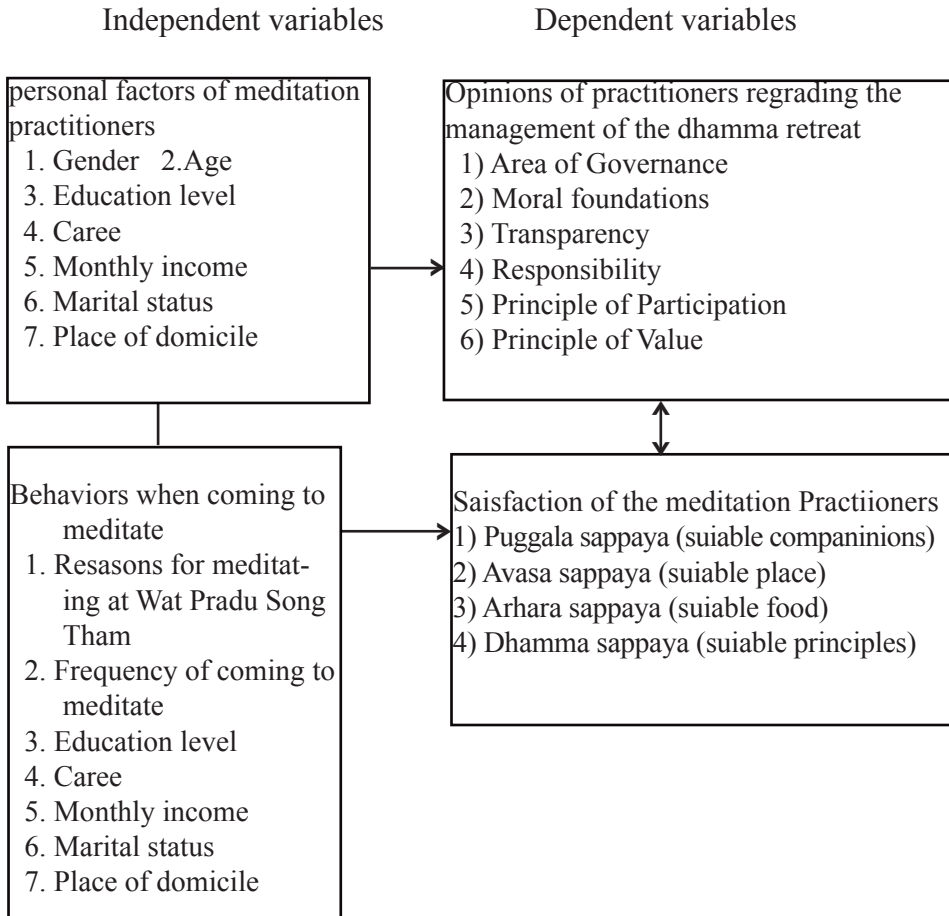 Independent variables
Dependent variables
personal factors of meditation
practitioners
1. Gender 2.Age
3. Education level
4. Caree
5. Monthly income
6. Marital status
7. Place of domicile
Opinions of practitioners regrading the
management of the dhamma retreat
1) Area of Governance
2) Moral foundations
3) Transparency
4) Responsibility
5) Principle of Participation
6) Principle of Value
Behaviors when coming to
meditate
1. Resasons for meditat-
ing at Wat Pradu Song
Tham
2. Frequency of coming to
meditate
3. Education level
4. Caree
5. Monthly income
6. Marital status
7. Place of domicile
Saisfaction of the meditation Practiioners
1) Puggala sappaya (suiable companinions)
2) Avasa sappaya (suiable place)
3) Arhara sappaya (suiable food)
4) Dhamma sappaya (suiable principles)